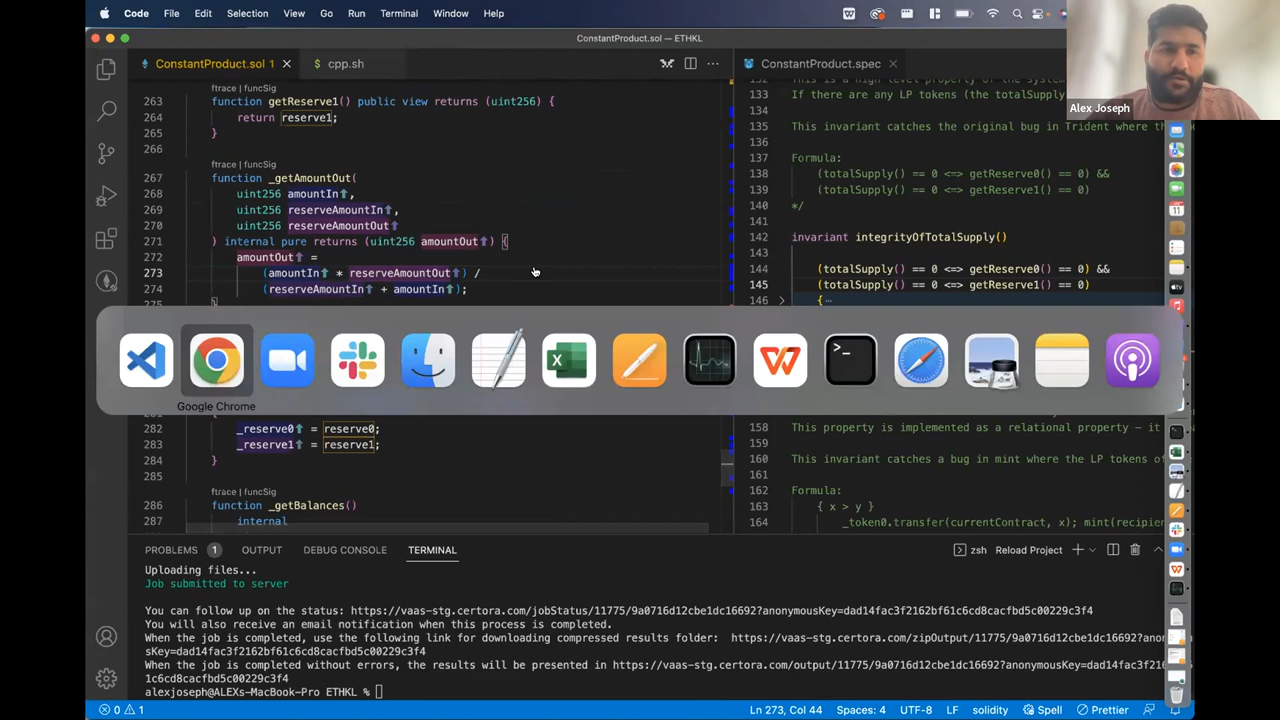 Code File Edit Selection View Go Run Terminal Window Help
ConstantProduct.sol — ETHKL
ConstantProduct.sol 1
cpp.sh
ConstantProduct.spec
Alex Joseph
ftrace | funcSig
263 function getReserve1() public view returns (uint256) {
264 return reserve1;
265 }
266
ftrace | funcSig
267 function _getAmountOut(
268 uint256 amountIn↑,
269 uint256 reserveAmountIn↑,
270 uint256 reserveAmountOut↑
271 ) internal pure returns (uint256 amountOut↑) {
272 amountOut↑ =
273 (amountIn↑ * reserveAmountOut↑) /
274 (reserveAmountIn↑ + amountIn↑);
275 }
Google Chrome
{
282 _reserve0↑ = reserve0;
283 _reserve1↑ = reserve1;
284 }
285
ftrace | funcSig
286 function _getBalances()
287 internal
132 This is a high level property of the system
133 If there are any LP tokens (the totalSupply
134
135 This invariant catches the original bug in Trident where th
136
137 Formula:
138 (totalSupply() == 0 <=> getReserve0() == 0) &&
139 (totalSupply() == 0 <=> getReserve1() == 0)
140 */
141
142 invariant integrityOfTotalSupply()
144 (totalSupply() == 0 <=> getReserve0() == 0) &&
145 (totalSupply() == 0 <=> getReserve1() == 0)
146 {
158 This property is implemented as a relational property - it
159
160 This invariant catches a bug in mint where the LP tokens of
161
162 Formula:
163 { x > y }
164 _token0.transfer(currentContract, x); mint(recipien
PROBLEMS 1 OUTPUT DEBUG CONSOLE TERMINAL
zsh Reload Project
Uploading files...
Job submitted to server
You can follow up on the status: https://vaas-stg.certora.com/jobStatus/11775/9a0716d12cbe1dc16692?anonymousKey=dad14fac3f2162bf61c6cd8cacfbd5c00229c3f4
You will also receive an email notification when this process is completed.
When the job is completed, use the following link for downloading compressed results folder: https://vaas-stg.certora.com/zipOutput/11775/9a0716d12cbe1dc16692?anonymou
sKey=dad14fac3f2162bf61c6cd8cacfbd5c00229c3f4
When the job is completed without errors, the results will be presented in https://vaas-stg.certora.com/output/11775/9a0716d12cbe1dc16692?anonymousKey=dad14fac3f2162bf6
1c6cd8cacfbd5c00229c3f4
alexjoseph@ALEXs-MacBook-Pro ETHKL %
0 1 Ln 273, Col 44 Spaces: 4 UTF-8 LF solidity Spell Prettier